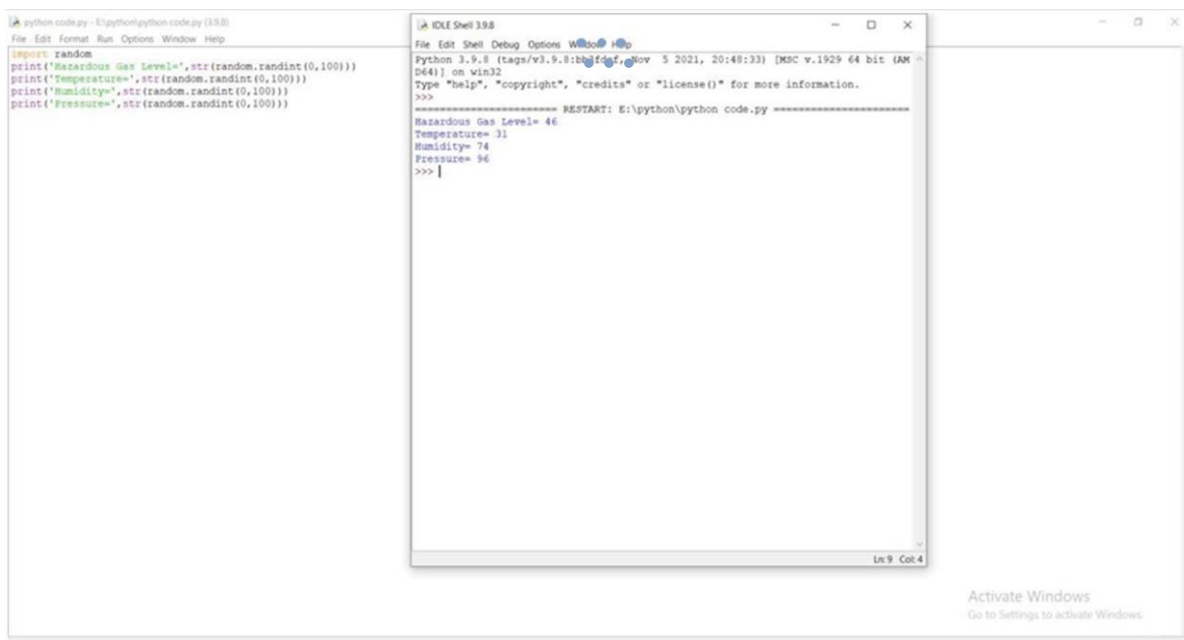 python code.py - E:\python\python code.py (3.9.8)
File Edit Format Run Options Window Help
import random
print('Hazardous Gas Level=',str(random.randint(0,100)))
print('Temperature=',str(random.randint(0,100)))
print('Humidity=',str(random.randint(0,100)))
print('Pressure=',str(random.randint(0,100)))
IDLE Shell 3.9.8
File Edit Shell Debug Options Window Help
Python 3.9.8 (tags/v3.9.8: Nov 5 2021, 20:48:33) [MSC v.1929 64 bit (AM
D64)] on win32
Type "help", "copyright", "credits" or "license()" for more information.
>>>
======================= RESTART: E:\python\python code.py ======================
Hazardous Gas Level= 46
Temperature= 31
Humidity= 74
Pressure= 96
>>>
Ln: 9 Col: 4
Activate Windows
Go to Settings to activate Windows.